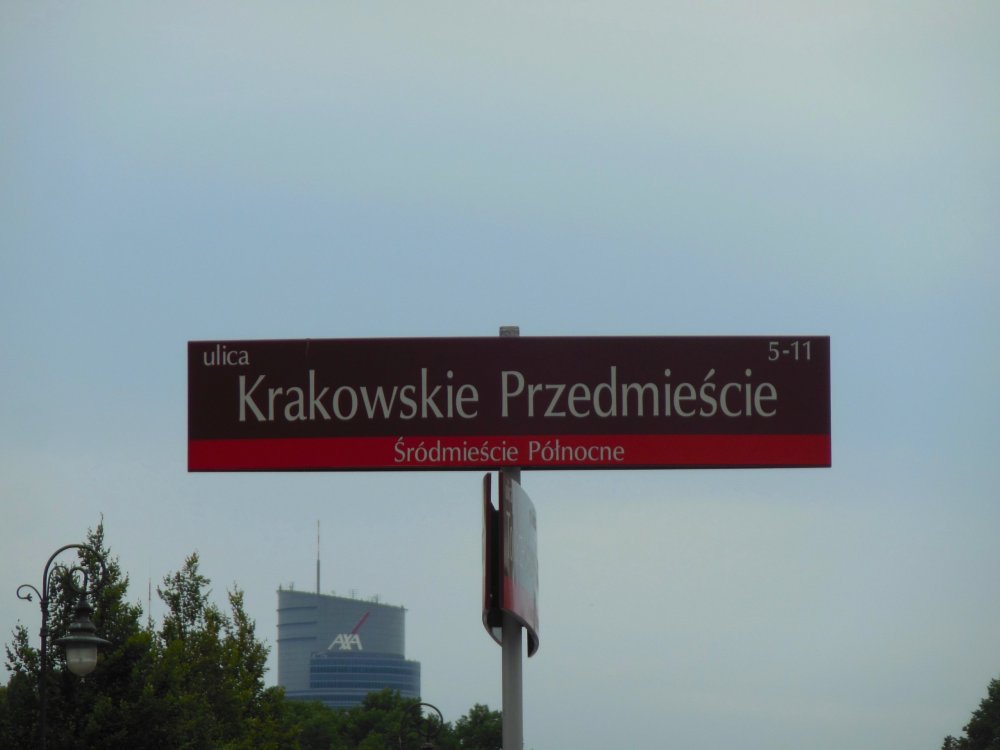 ulica
5-11
Krakowskie Przedmieście
Śródmieście Północne
AXA